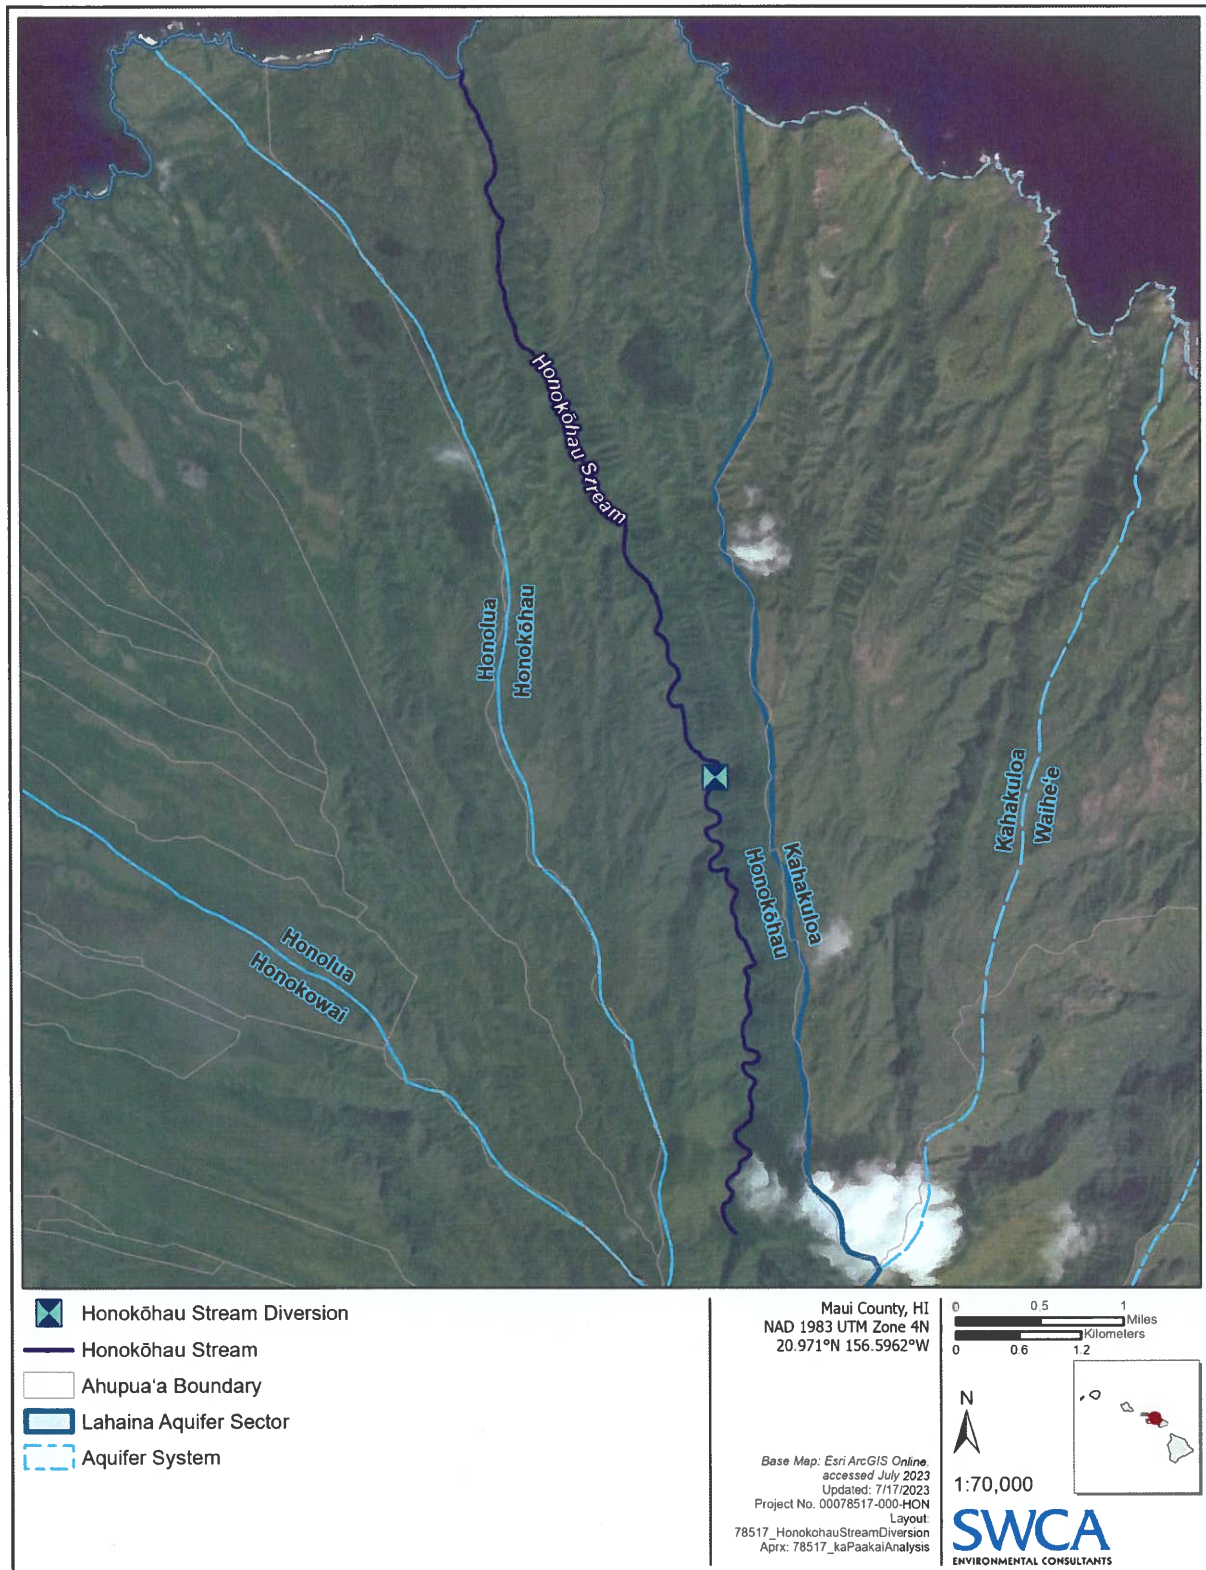 Honokōhau Stream
Honolua
Honokōhau
Kahakuloa
Waiheʻe
Kahakuloa
Honokōhau
Honolua
Honokowai
Honokōhau Stream Diversion
Honokōhau Stream
Ahupuaʻa Boundary
Lahaina Aquifer Sector
Aquifer System
Maui County, HI
NAD 1983 UTM Zone 4N
20.971°N 156.5962°W
Base Map: Esri ArcGIS Online,
accessed July 2023
Updated: 7/17/2023
Project No. 00078517-000-HON
Layout:
78517_HonokohauStreamDiversion
Aprx: 78517_kaPaakaiAnalysis
0 0.5 1
Miles
Kilometers
0 0.6 1.2
N
1:70,000
SWCA
ENVIRONMENTAL CONSULTANTS